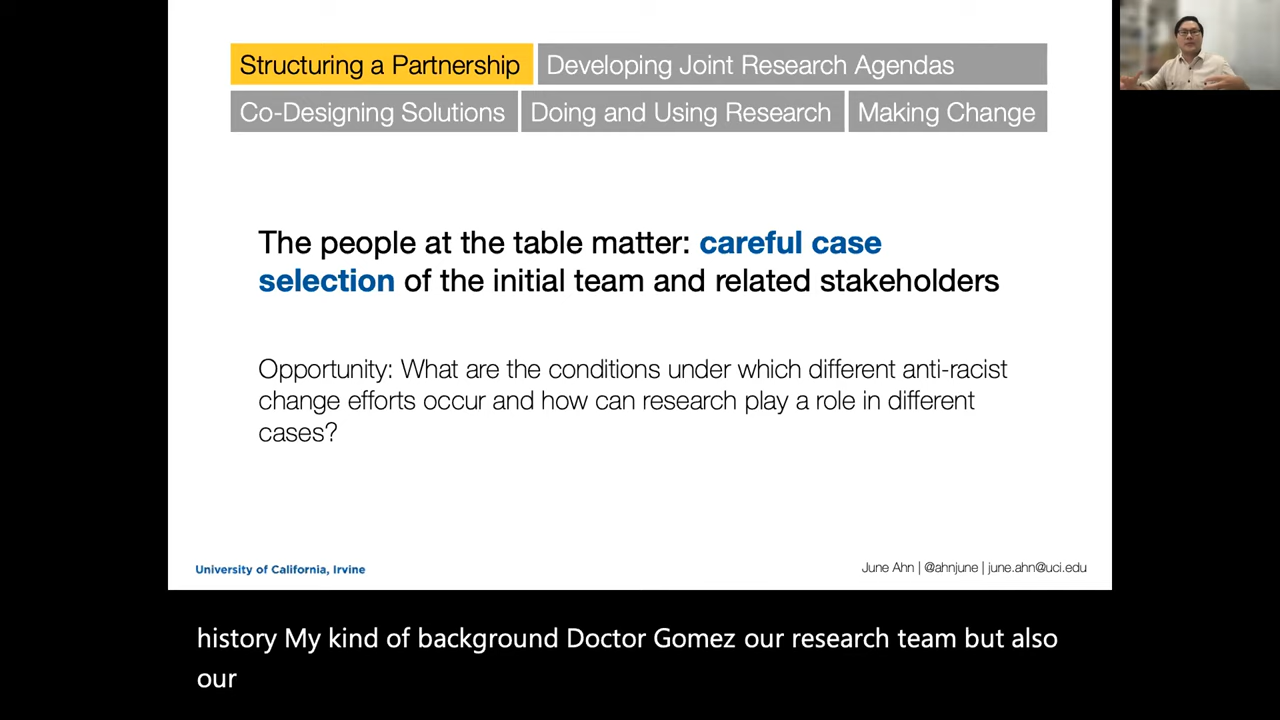 Structuring a Partnership Developing Joint Research Agendas
Co-Designing Solutions Doing and Using Research Making Change
The people at the table matter: careful case
selection of the initial team and related stakeholders
Opportunity: What are the conditions under which different anti-racist
change efforts occur and how can research play a role in different
cases?
University of California, Irvine June Ahn | @ahnjune | june.ahn@uci.edu
history My kind of background Doctor Gomez our research team but also
our